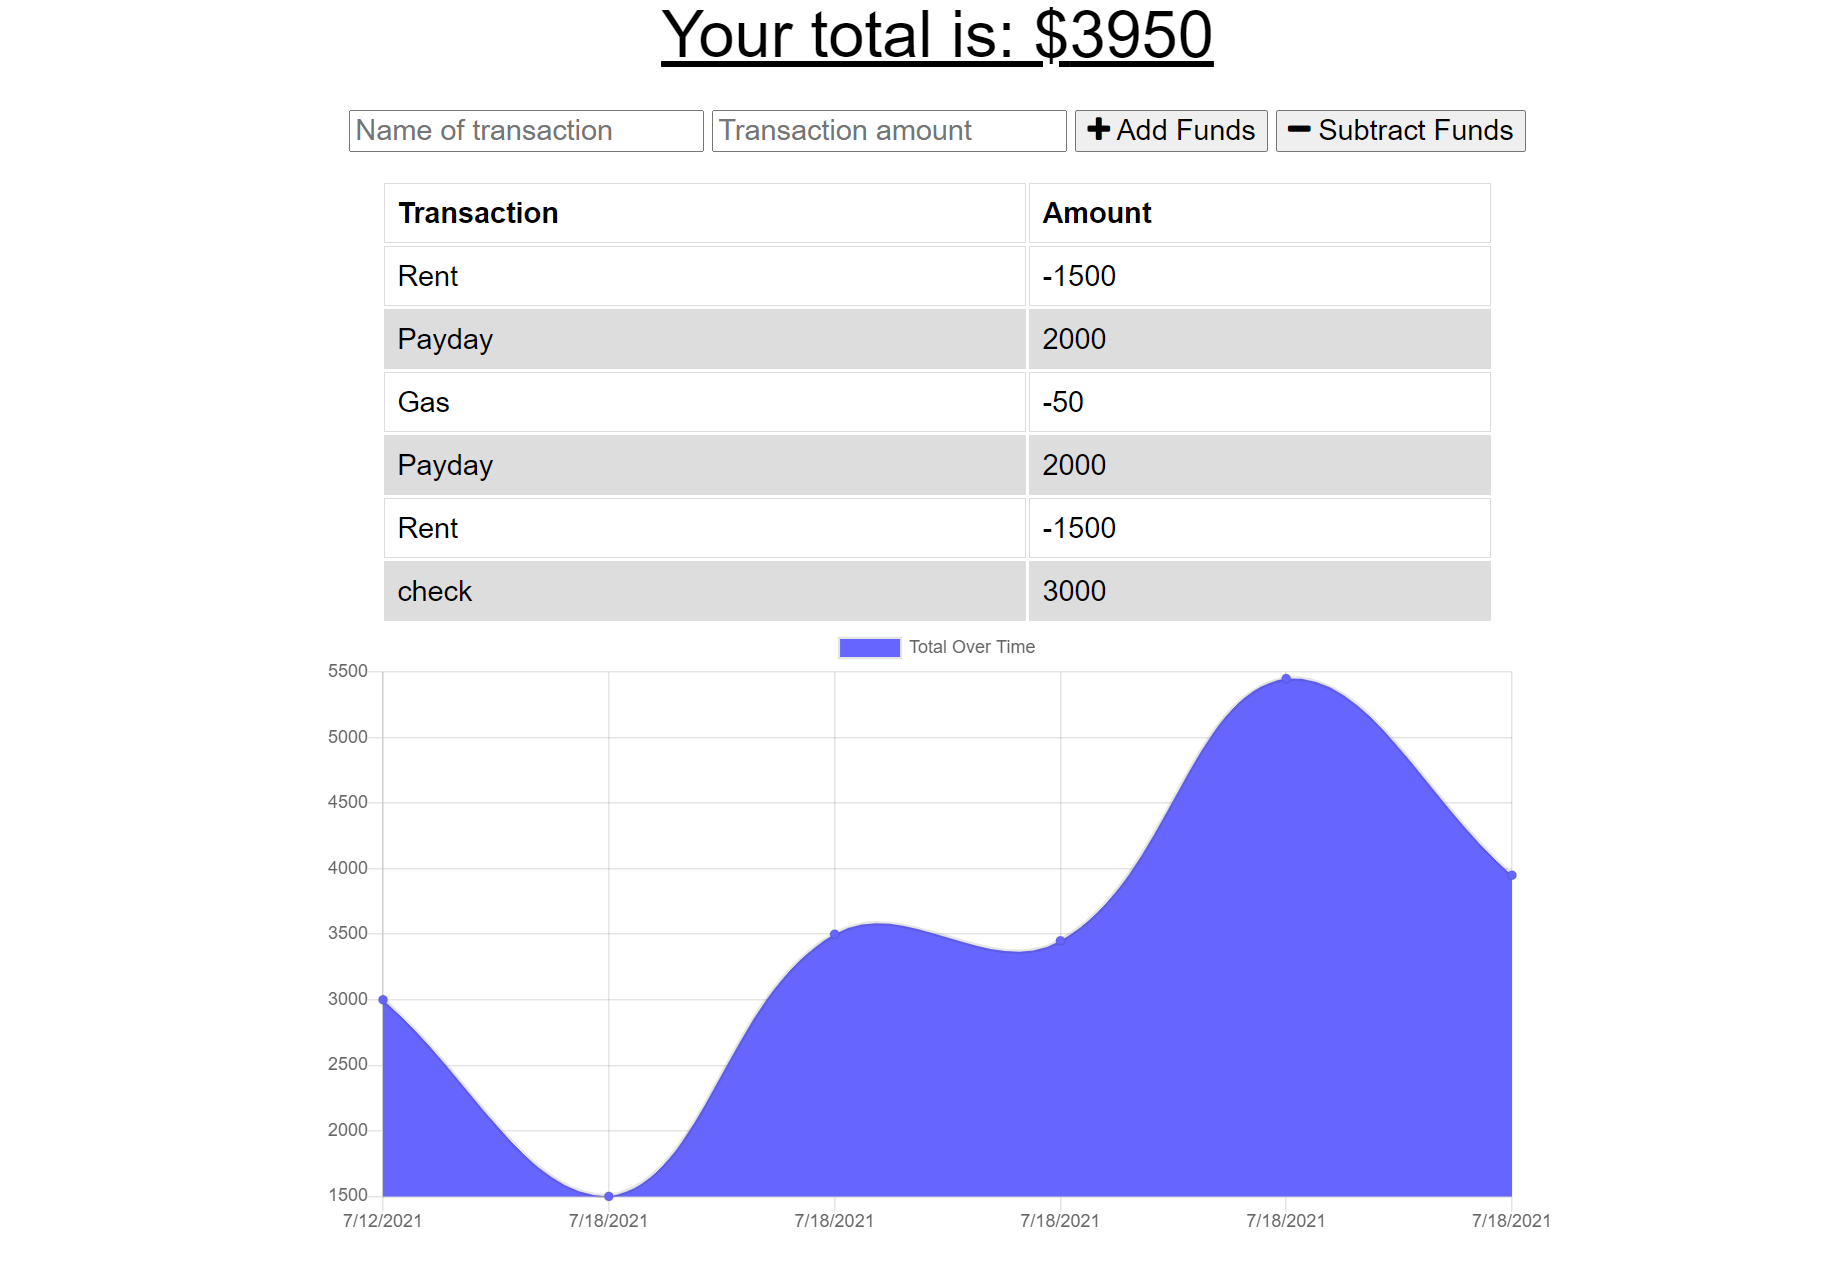 Your total is: $3950
Name of transaction Transaction amount Add Funds Subtract Funds
Transaction Amount
Rent -1500
Payday 2000
Gas -50
Payday 2000
Rent -1500
check 3000
Total Over Time
5500
5000
4500
4000
3500
3000
2500
2000
1500
7/12/2021 7/18/2021 7/18/2021 7/18/2021 7/18/2021 7/18/2021